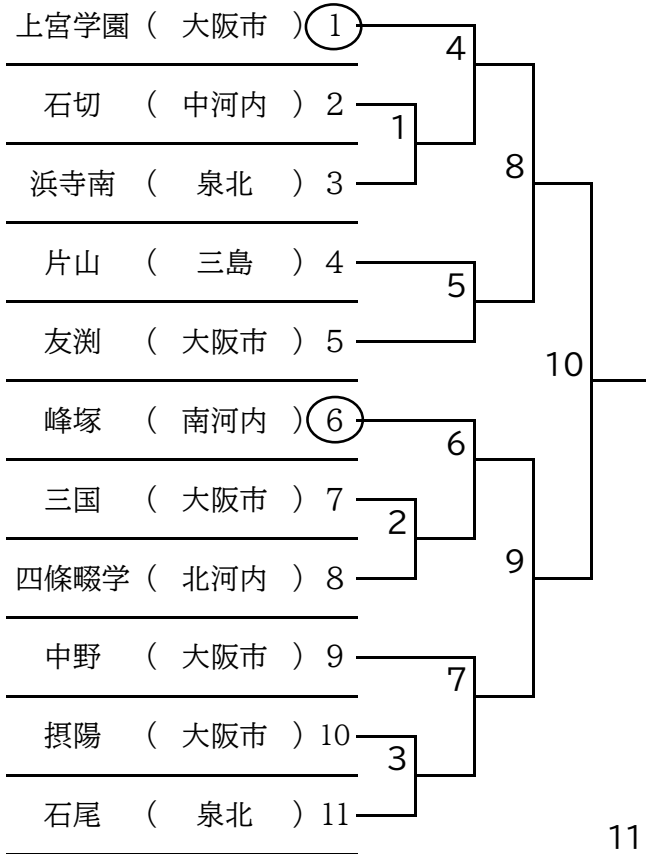 上宮学園 ( 大阪市 ) 1
4
石切 ( 中河内 ) 2
1
浜寺南 ( 泉北 ) 3
8
片山 ( 三島 ) 4
5
友渕 ( 大阪市 ) 5
10
峰塚 ( 南河内 ) 6
6
三国 ( 大阪市 ) 7
2
四條畷学 ( 北河内 ) 8
9
中野 ( 大阪市 ) 9
7
摂陽 ( 大阪市 ) 10
3
石尾 ( 泉北 ) 11
11